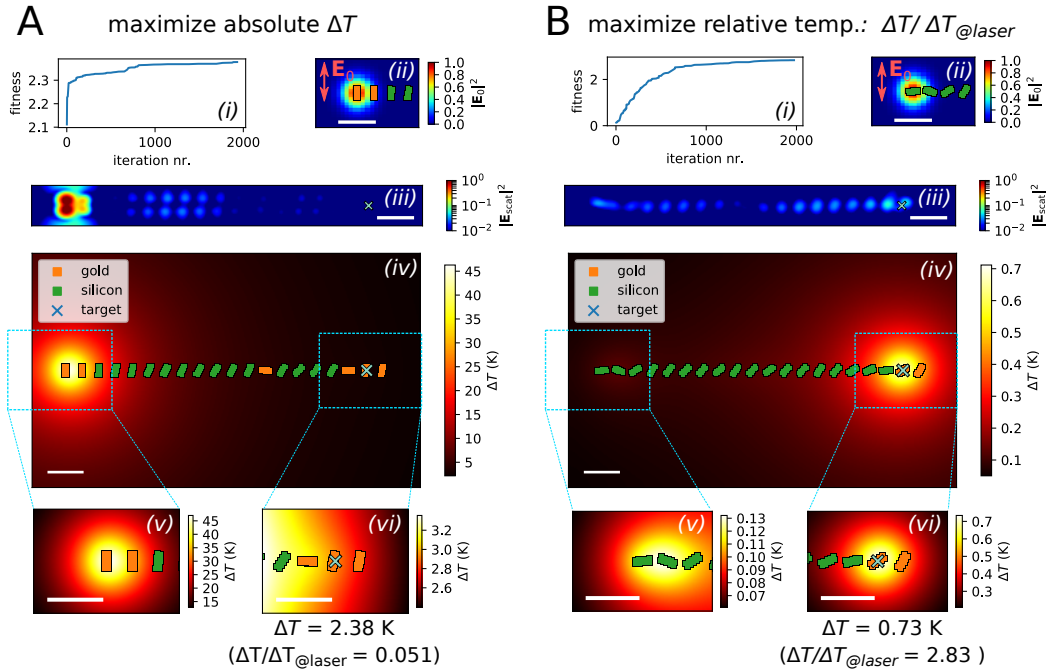 A maximize absolute ΔT
fitness
2.3
2.2
2.1
0 1000 2000
iteration nr.
(i)
E₀
(ii)
1.0
0.8
0.6
0.4
0.2
0.0
|E₀|²
(iii)
10⁰
10⁻²
|E_scat|²
gold
silicon
target
(iv)
45
40
35
30
25
20
15
10
5
ΔT (K)
(v)
45
40
35
30
25
20
15
ΔT (K)
(vi)
3.2
3.0
2.8
2.6
ΔT (K)
ΔT = 2.38 K
(ΔT/ΔT@laser = 0.051)
B maximize relative temp.: ΔT/ΔT@laser
fitness
2
0
0 1000 2000
iteration nr.
(i)
E₀
(ii)
1.0
0.8
0.6
0.4
0.2
0.0
|E₀|²
(iii)
10⁰
10⁻²
|E_scat|²
gold
silicon
target
(iv)
0.7
0.6
0.5
0.4
0.3
0.2
0.1
ΔT (K)
(v)
0.13
0.12
0.11
0.10
0.09
0.08
0.07
ΔT (K)
(vi)
0.7
0.6
0.5
0.4
0.3
ΔT (K)
ΔT = 0.73 K
(ΔT/ΔT@laser = 2.83 )